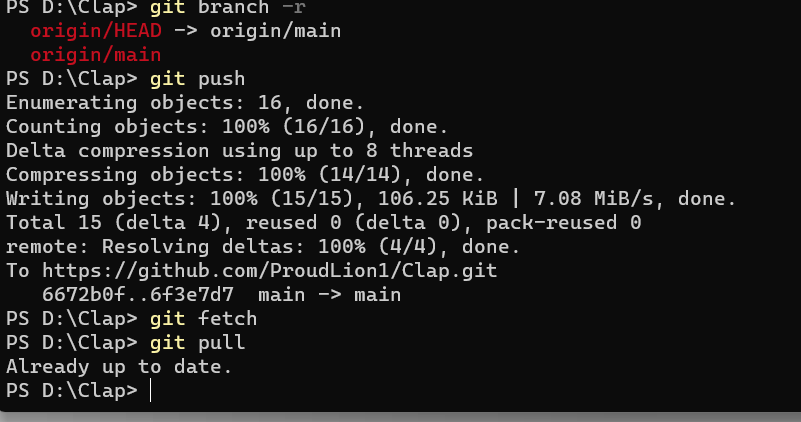 PS D:\Clap> git branch -r
  origin/HEAD -> origin/main
  origin/main
PS D:\Clap> git push
Enumerating objects: 16, done.
Counting objects: 100% (16/16), done.
Delta compression using up to 8 threads
Compressing objects: 100% (14/14), done.
Writing objects: 100% (15/15), 106.25 KiB | 7.08 MiB/s, done.
Total 15 (delta 4), reused 0 (delta 0), pack-reused 0
remote: Resolving deltas: 100% (4/4), done.
To https://github.com/ProudLion1/Clap.git
   6672b0f..6f3e7d7  main -> main
PS D:\Clap> git fetch
PS D:\Clap> git pull
Already up to date.
PS D:\Clap>